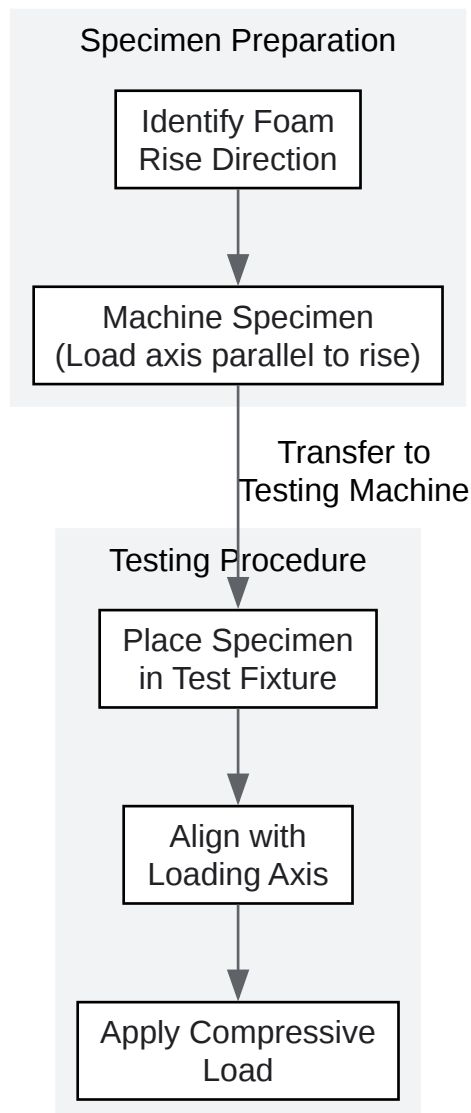 Specimen Preparation
Identify Foam
Rise Direction
Machine Specimen
(Load axis parallel to rise)
Transfer to
Testing Machine
Testing Procedure
Place Specimen
in Test Fixture
Align with
Loading Axis
Apply Compressive
Load